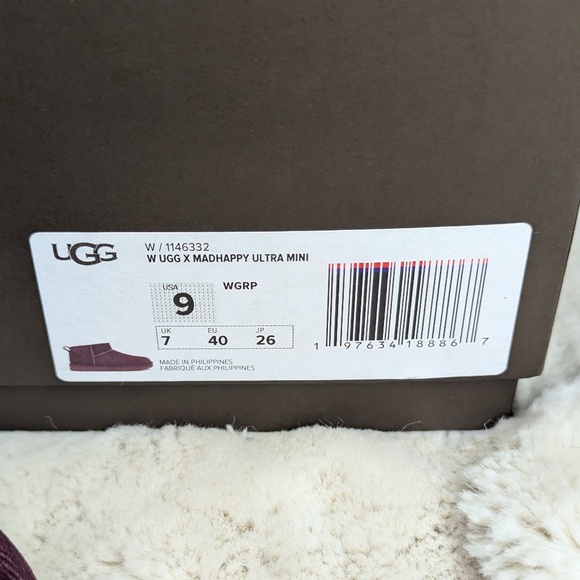 UGG
W / 1146332
W UGG X MADHAPPY ULTRA MINI
USA
9
WGRP
UK EU JP
7 40 26
MADE IN PHILIPPINES
FABRIQUÉ AUX PHILIPPINES
1 97634 18886 7